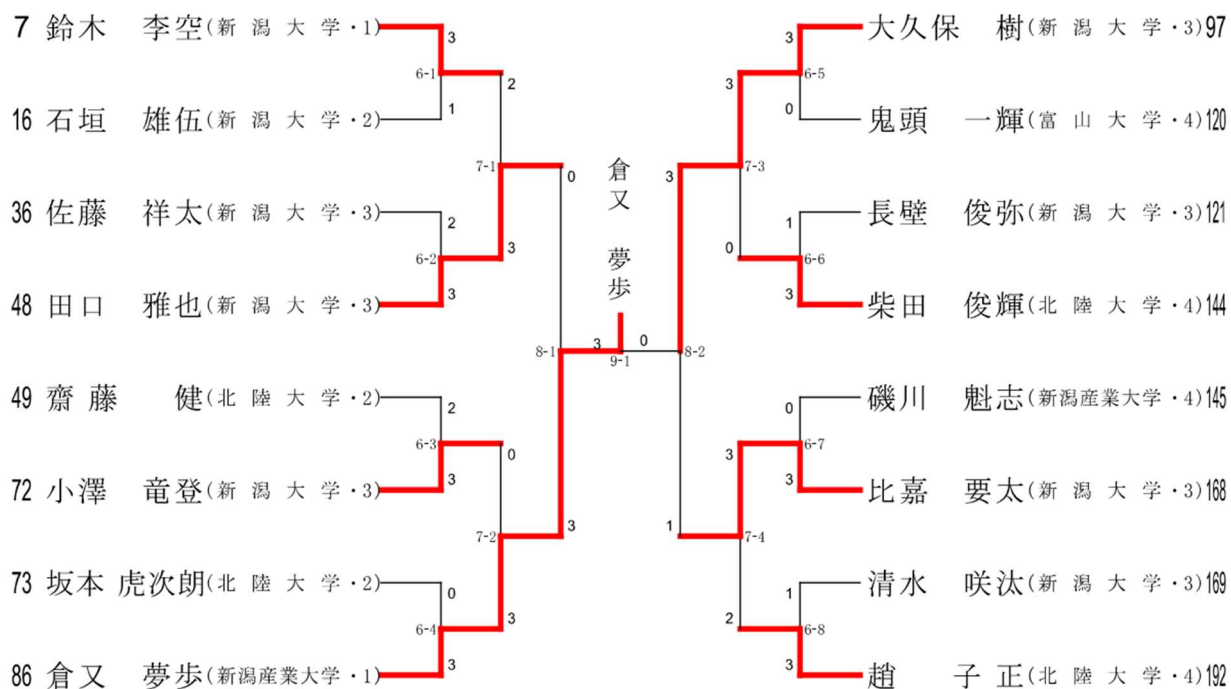 7 鈴木 李空(新潟大学・1)
3
6-1
2
1
16 石垣 雄伍(新潟大学・2)
7-1
0
36 佐藤 祥太(新潟大学・3)
2
6-2
3
3
48 田口 雅也(新潟大学・3)
8-1
49 齋藤 健(北陸大学・2)
2
6-3
0
3
72 小澤 竜登(新潟大学・3)
7-2
3
73 坂本 虎次朗(北陸大学・2)
0
6-4
3
3
86 倉又 夢歩(新潟産業大学・1)
倉又 夢歩
3
0
9-1
大久保 樹(新潟大学・3)97
3
6-5
3
0
鬼頭 一輝(富山大学・4)120
7-3
3
長壁 俊弥(新潟大学・3)121
1
6-6
0
3
柴田 俊輝(北陸大学・4)144
8-2
磯川 魁志(新潟産業大学・4)145
0
6-7
3
3
比嘉 要太(新潟大学・3)168
7-4
1
清水 咲汰(新潟大学・3)169
1
6-8
2
3
趙 子正(北陸大学・4)192